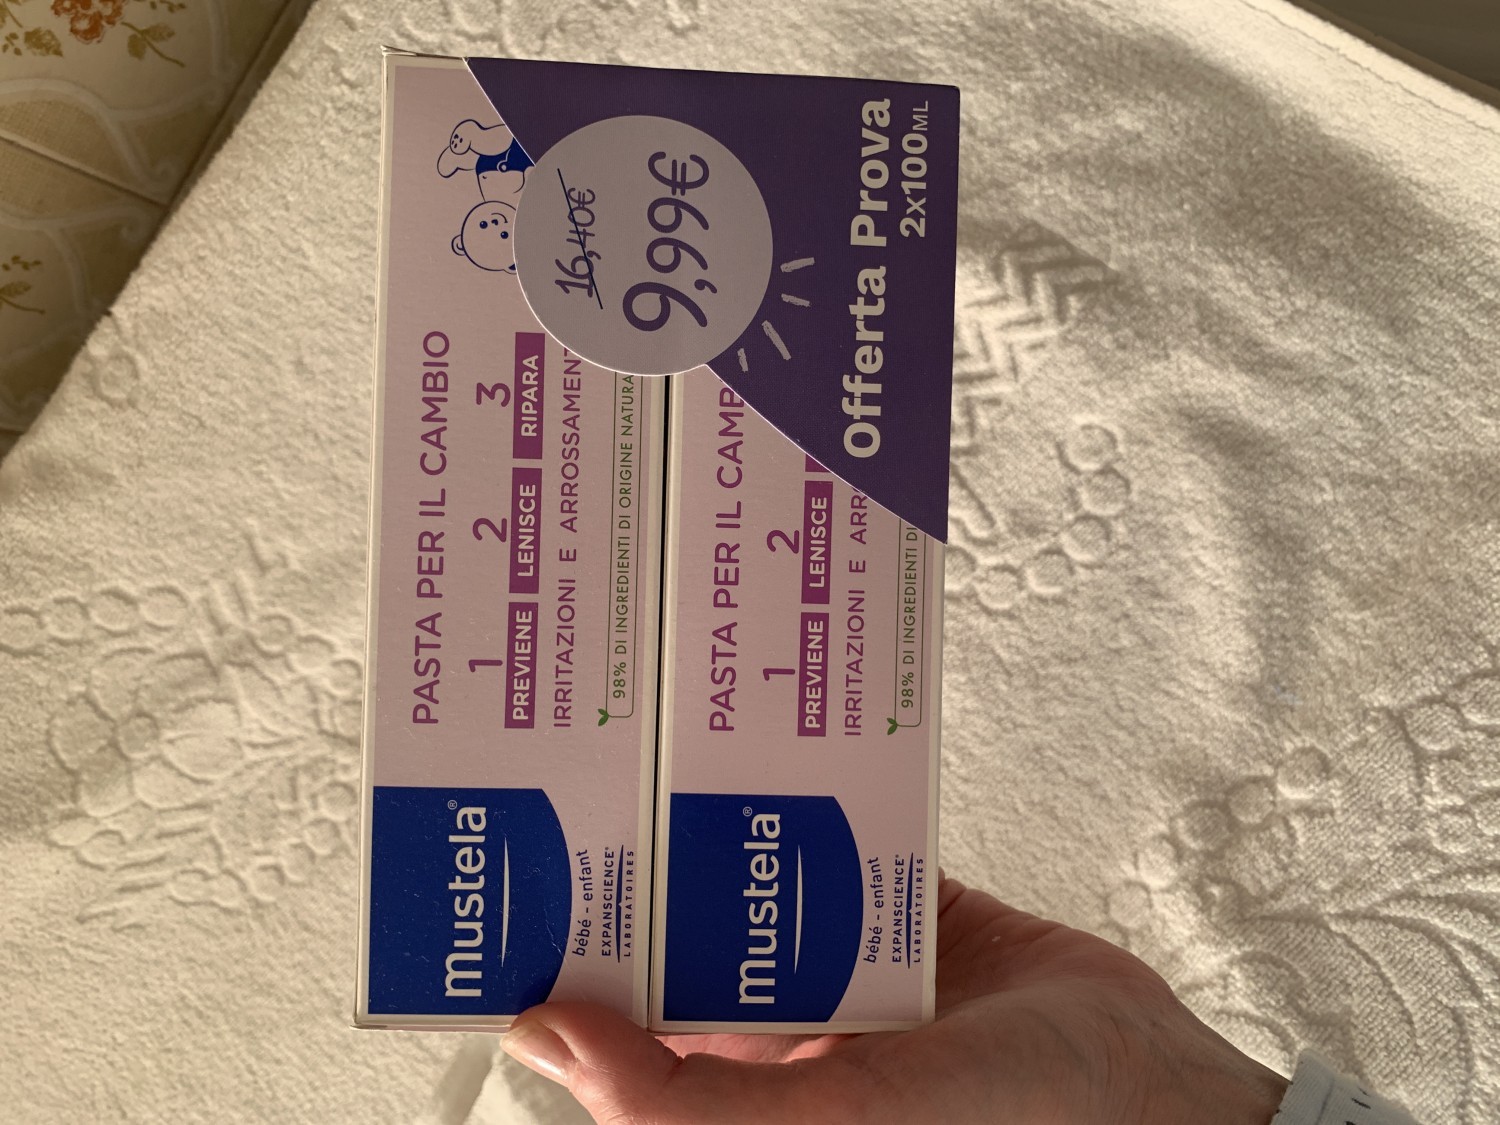 PASTA PER IL CAMBIO
1 2 3
PREVIENE LENISCE RIPARA
IRRITAZIONI E ARROSSAMENT
98% DI INGREDIENTI DI ORIGINE NATURA
mustela®
bébé - enfant
EXPANSCIENCE®
LABORATOIRES
16,40€
9,99€
Offerta Prova
2x100ML
PASTA PER IL CAMB
1 2
PREVIENE LENISCE
IRRITAZIONI E ARR
98% DI INGREDIENTI DI
mustela®
bébé - enfant
EXPANSCIENCE®
LABORATOIRES